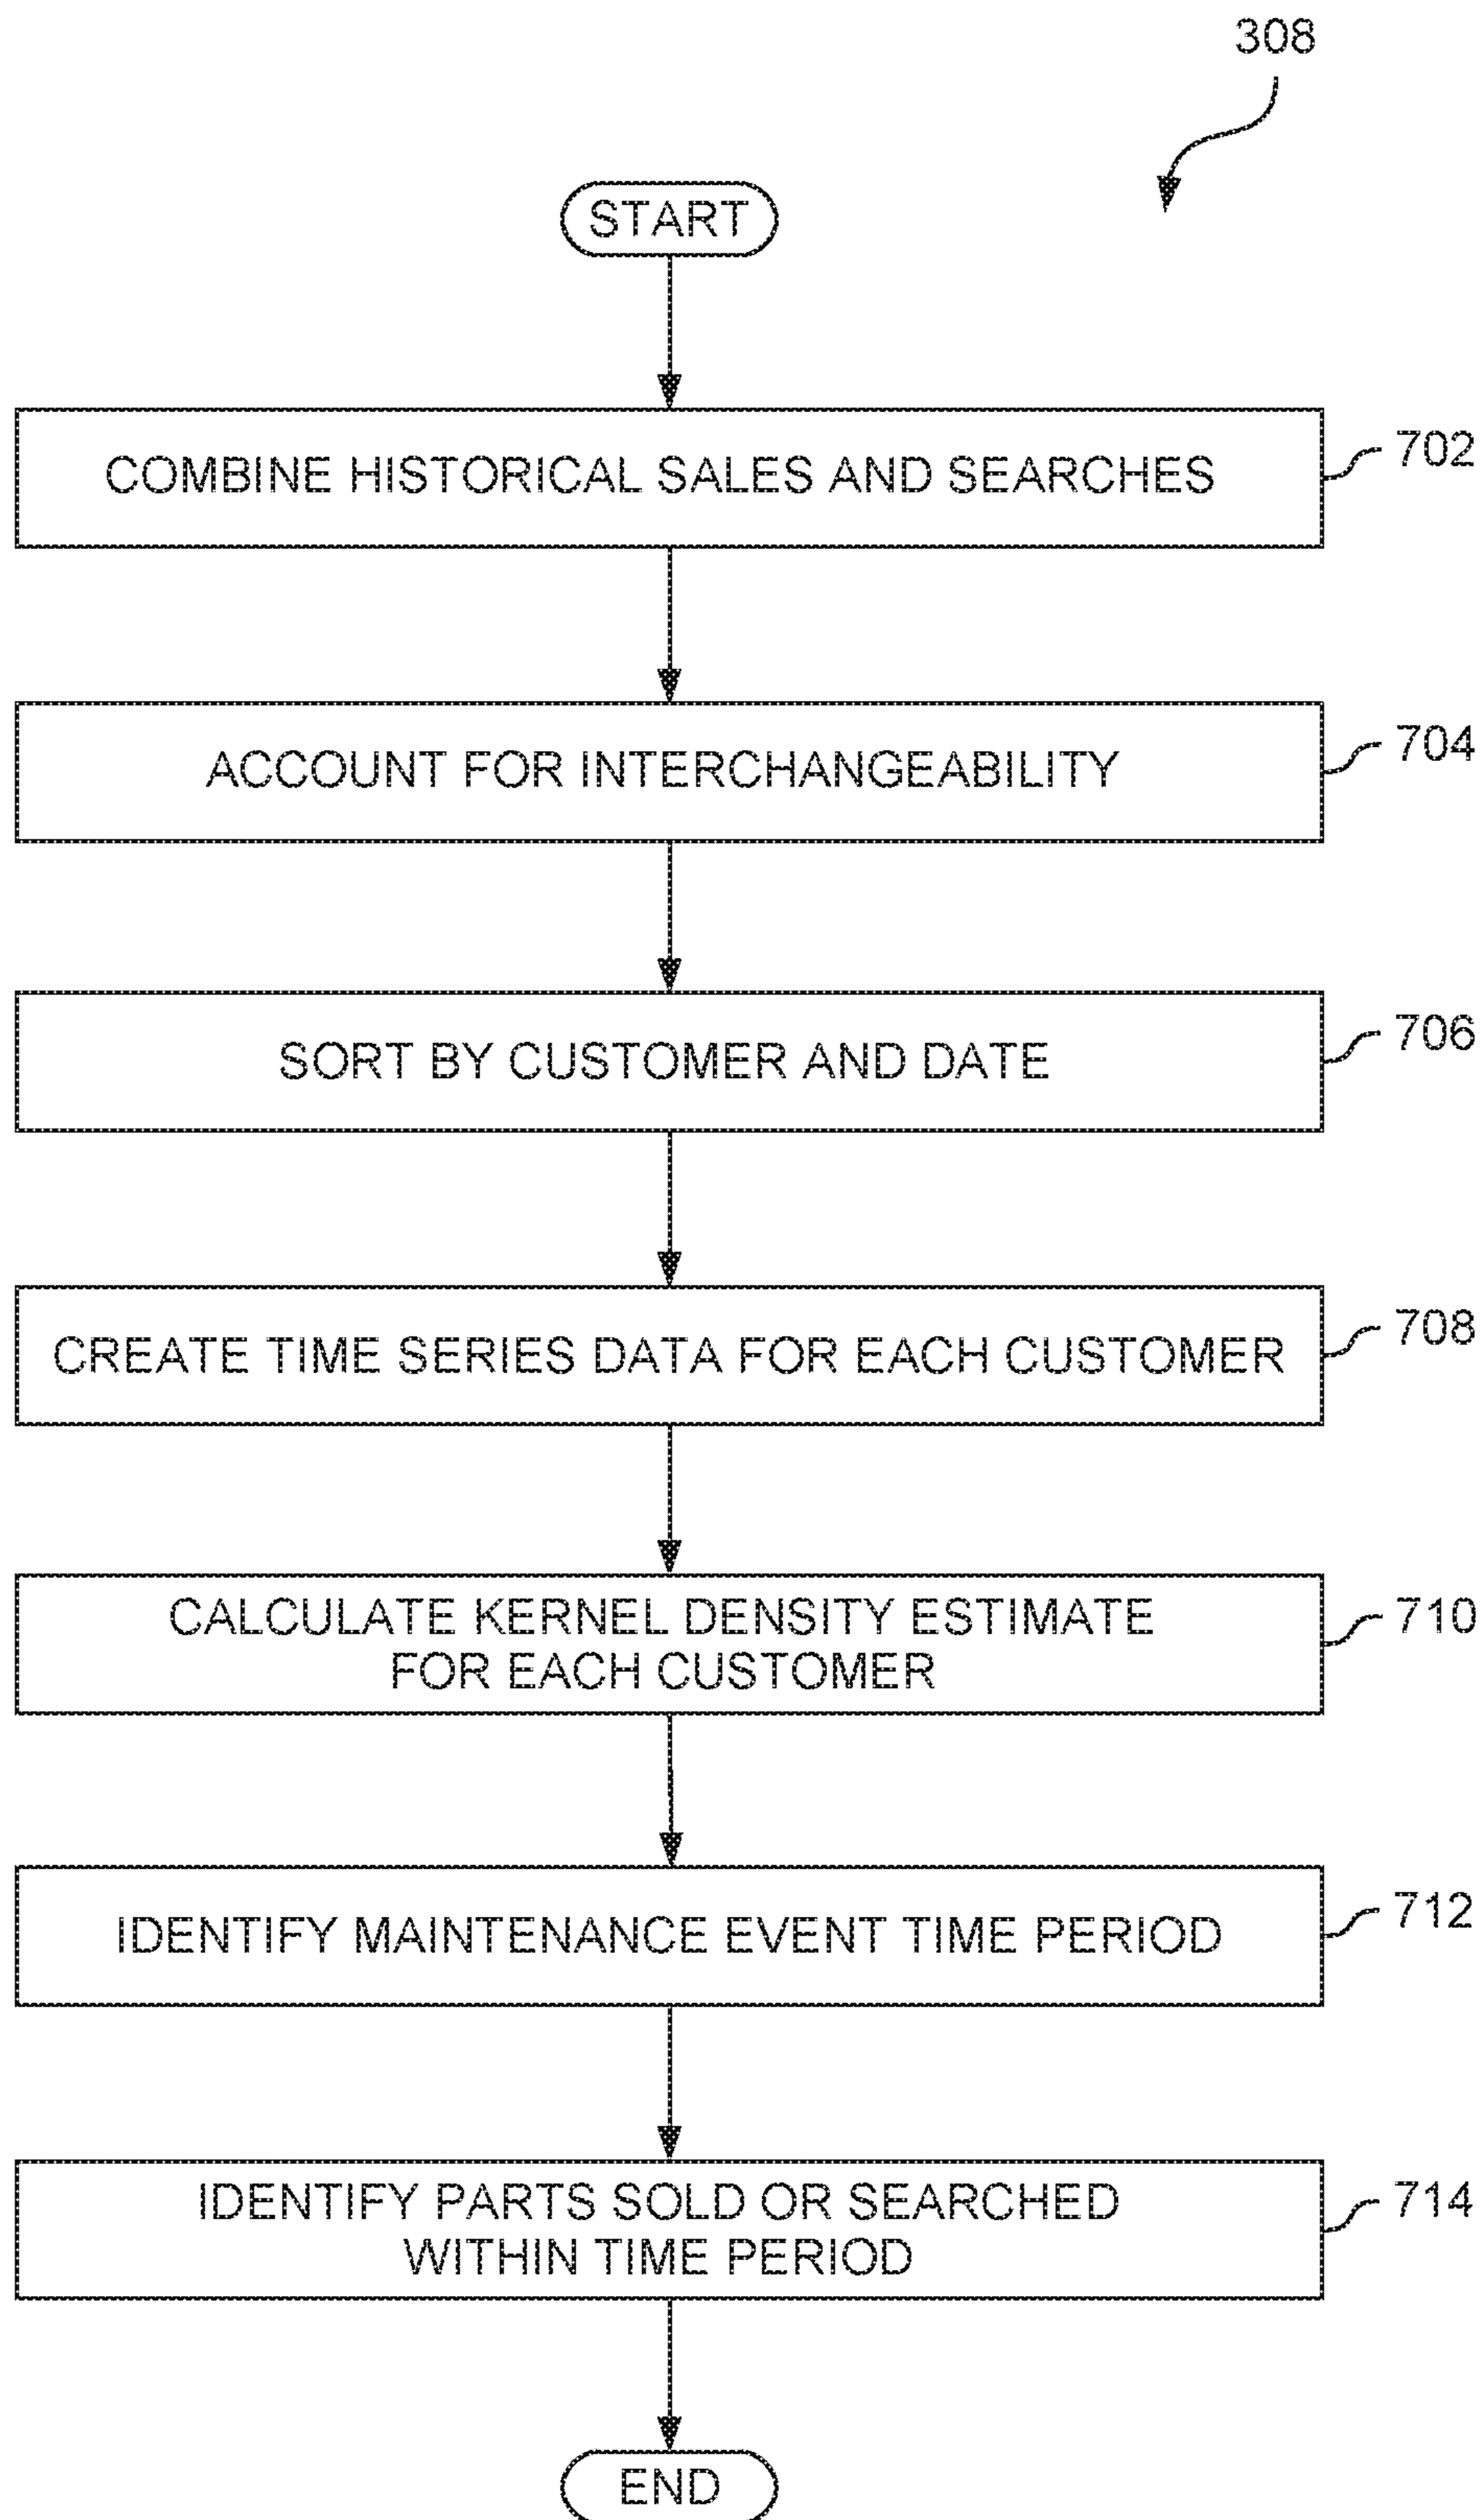 308
START
COMBINE HISTORICAL SALES AND SEARCHES
702
ACCOUNT FOR INTERCHANGEABILITY
704
SORT BY CUSTOMER AND DATE
706
CREATE TIME SERIES DATA FOR EACH CUSTOMER
708
CALCULATE KERNEL DENSITY ESTIMATE
FOR EACH CUSTOMER
710
IDENTIFY MAINTENANCE EVENT TIME PERIOD
712
IDENTIFY PARTS SOLD OR SEARCHED
WITHIN TIME PERIOD
714
END